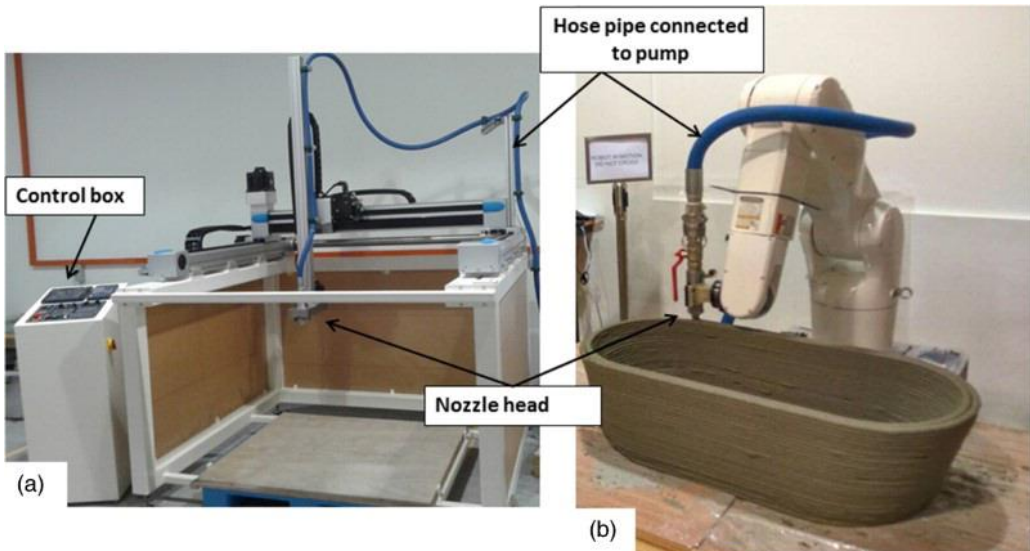 Hose pipe connected
to pump
Control box
Nozzle head
(a)
(b)